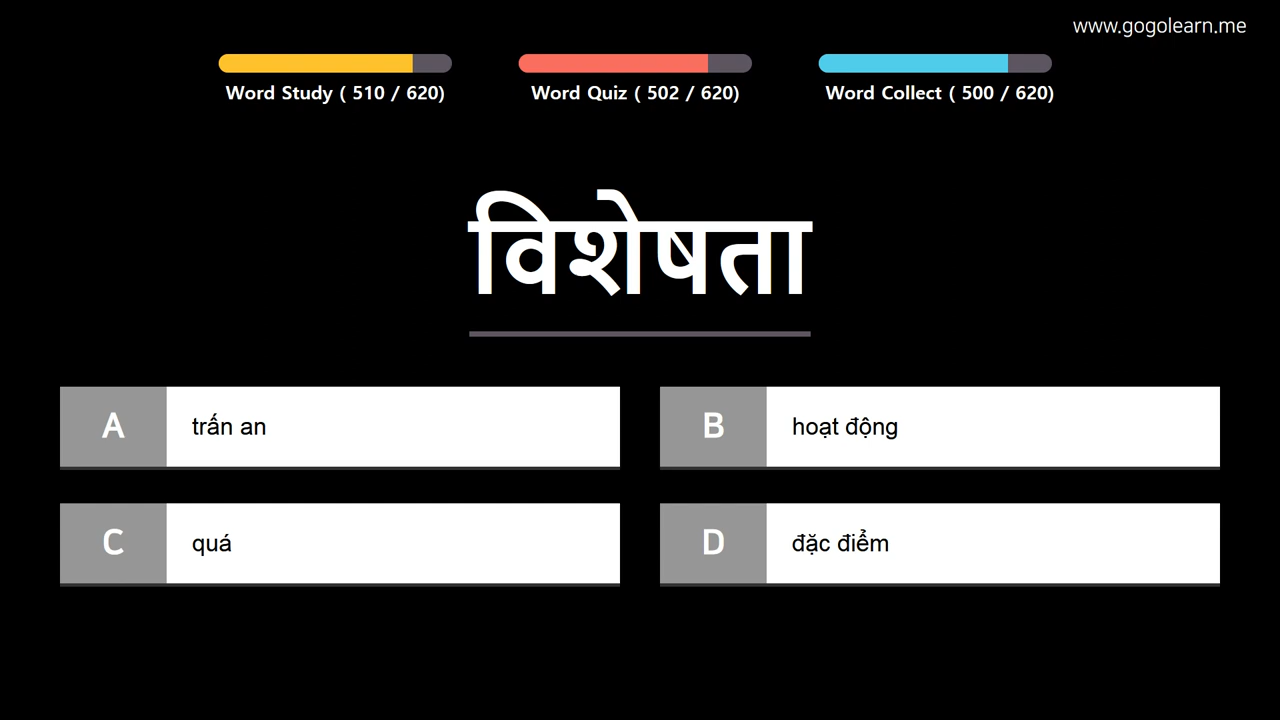 www.gogolearn.me
Word Study ( 510 / 620)
Word Quiz ( 502 / 620)
Word Collect ( 500 / 620)
विशेषता
A
trấn an
B
hoạt động
C
quá
D
đặc điểm